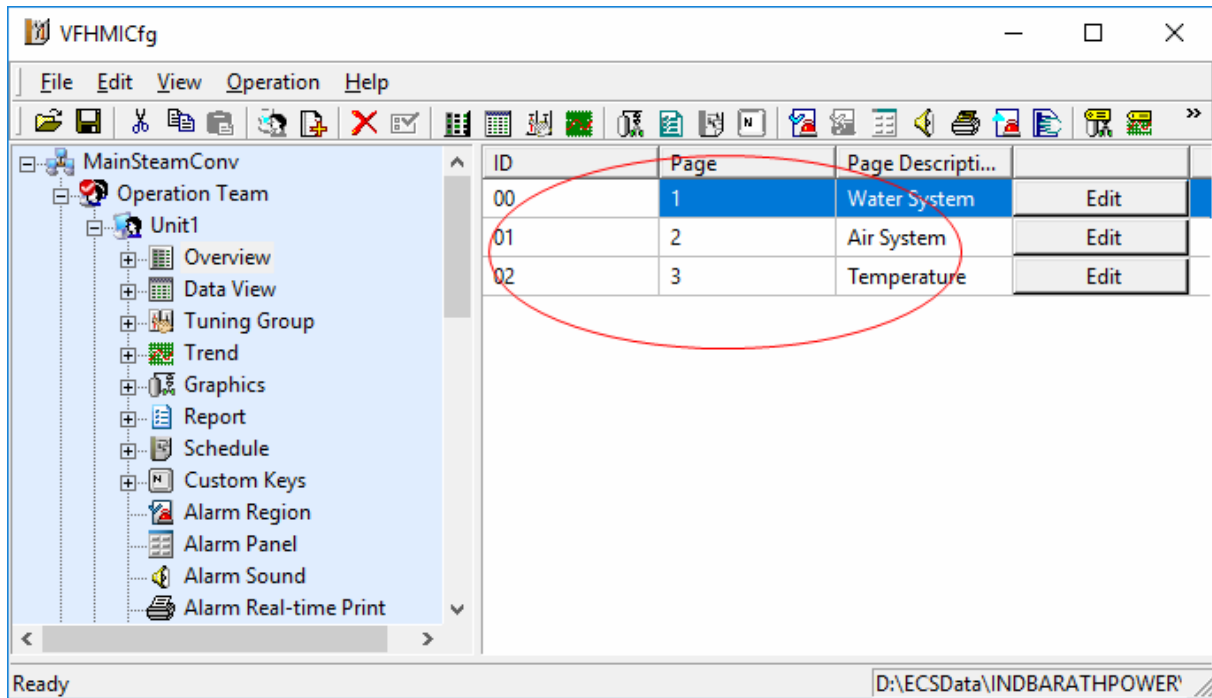 VFHMICfg
File Edit View Operation Help
MainSteamConv
Operation Team
Unit1
Overview
Data View
Tuning Group
Trend
Graphics
Report
Schedule
Custom Keys
Alarm Region
Alarm Panel
Alarm Sound
Alarm Real-time Print
ID Page Page Descripti...
00 1 Water System Edit
01 2 Air System Edit
02 3 Temperature Edit
Ready D:\ECSData\INDBARATHPOWER